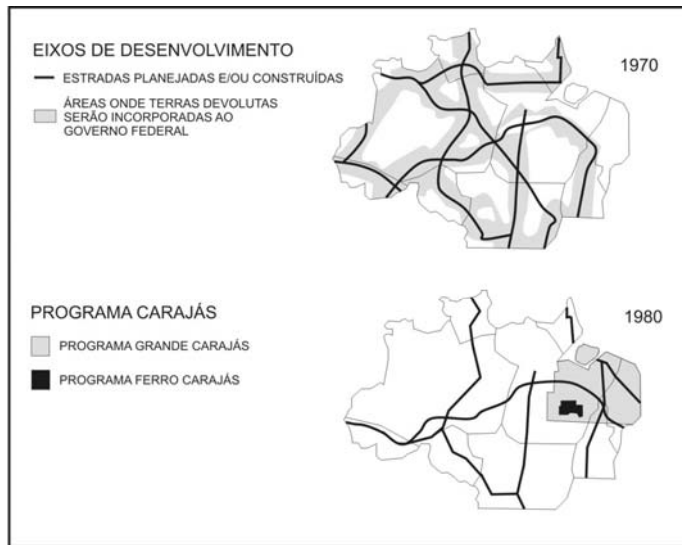 EIXOS DE DESENVOLVIMENTO
ESTRADAS PLANEJADAS E/OU CONSTRUÍDAS
ÁREAS ONDE TERRAS DEVOLUTAS
SERÃO INCORPORADAS AO
GOVERNO FEDERAL
1970
PROGRAMA CARAJÁS
PROGRAMA GRANDE CARAJÁS
PROGRAMA FERRO CARAJÁS
1980